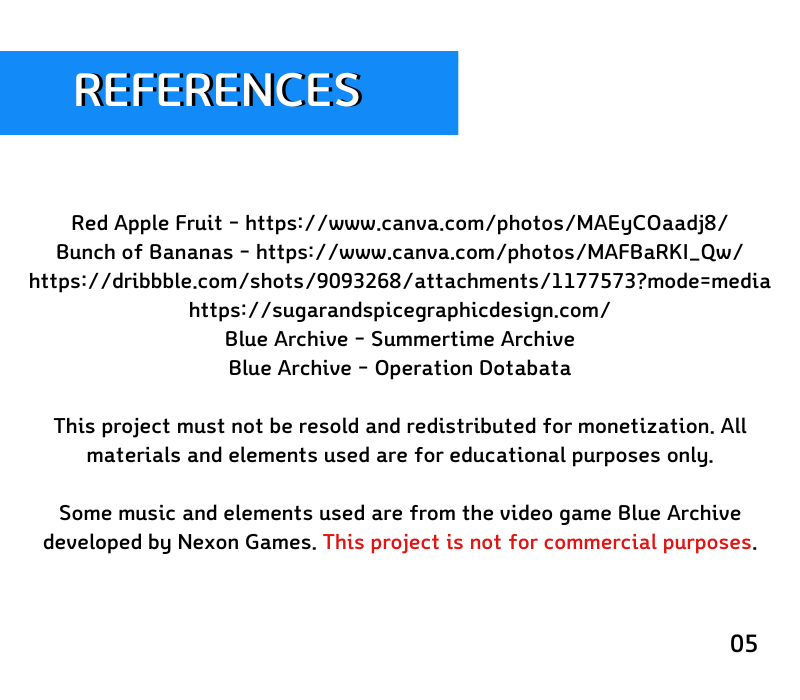 REFERENCES
Red Apple Fruit - https://www.canva.com/photos/MAEyCOaadj8/
Bunch of Bananas - https://www.canva.com/photos/MAFBaRKI_Qw/
https://dribbble.com/shots/9093268/attachments/1177573?mode=media
https://sugarandspicegraphicdesign.com/
Blue Archive - Summertime Archive
Blue Archive - Operation Dotabata
This project must not be resold and redistributed for monetization. All
materials and elements used are for educational purposes only.
Some music and elements used are from the video game Blue Archive
developed by Nexon Games. This project is not for commercial purposes.
05